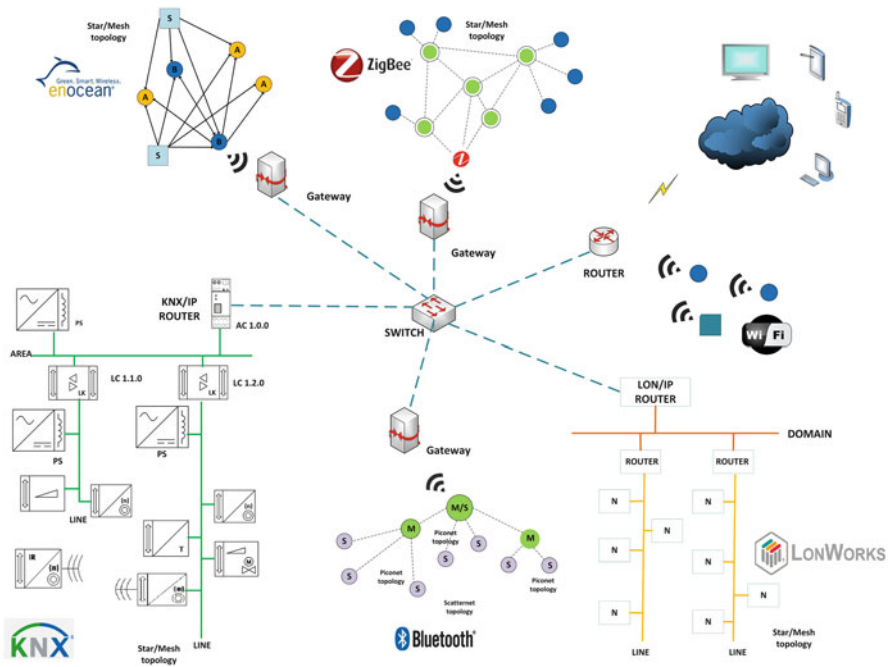 S
Star/Mesh
topology
A
B
A
A
B
S
Green. Smart. Wireless.
enocean®
Gateway
ZigBee
Star/Mesh
topology
Z
Gateway
ROUTER
Wi Fi
SWITCH
KNX/IP
ROUTER
AC 1.0.0
PS
AREA
LC 1.1.0
LK
LC 1.2.0
LK
PS
PS
LINE
T
M
IR
LINE
KNX®
Star/Mesh
topology
Gateway
M/S
M
M
S
S
S
S
S
S
S
Piconet
topology
Piconet
topology
Piconet
topology
Scatternet
topology
Bluetooth®
LON/IP
ROUTER
DOMAIN
ROUTER
ROUTER
N
N
N
N
N
N
N
N
LINE
LINE
LONWORKS
Star/Mesh
topology